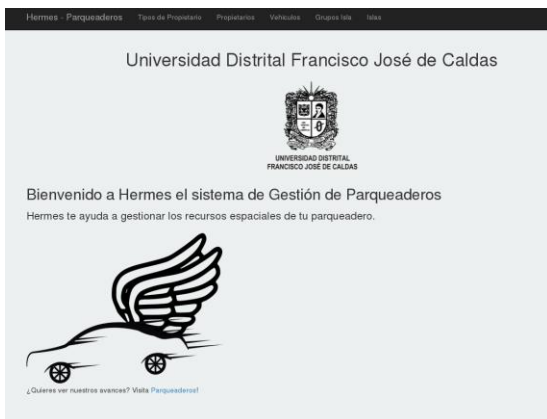 Hermes - Parqueaderos Tipos de Propietario Propietarios Vehiculos Grupos Isla Islas
Universidad Distrital Francisco José de Caldas
UNIVERSIDAD DISTRITAL
FRANCISCO JOSÉ DE CALDAS
Bienvenido a Hermes el sistema de Gestión de Parqueaderos
Hermes te ayuda a gestionar los recursos espaciales de tu parqueadero.
¿Quieres ver nuestros avances? Visita Parqueaderos!